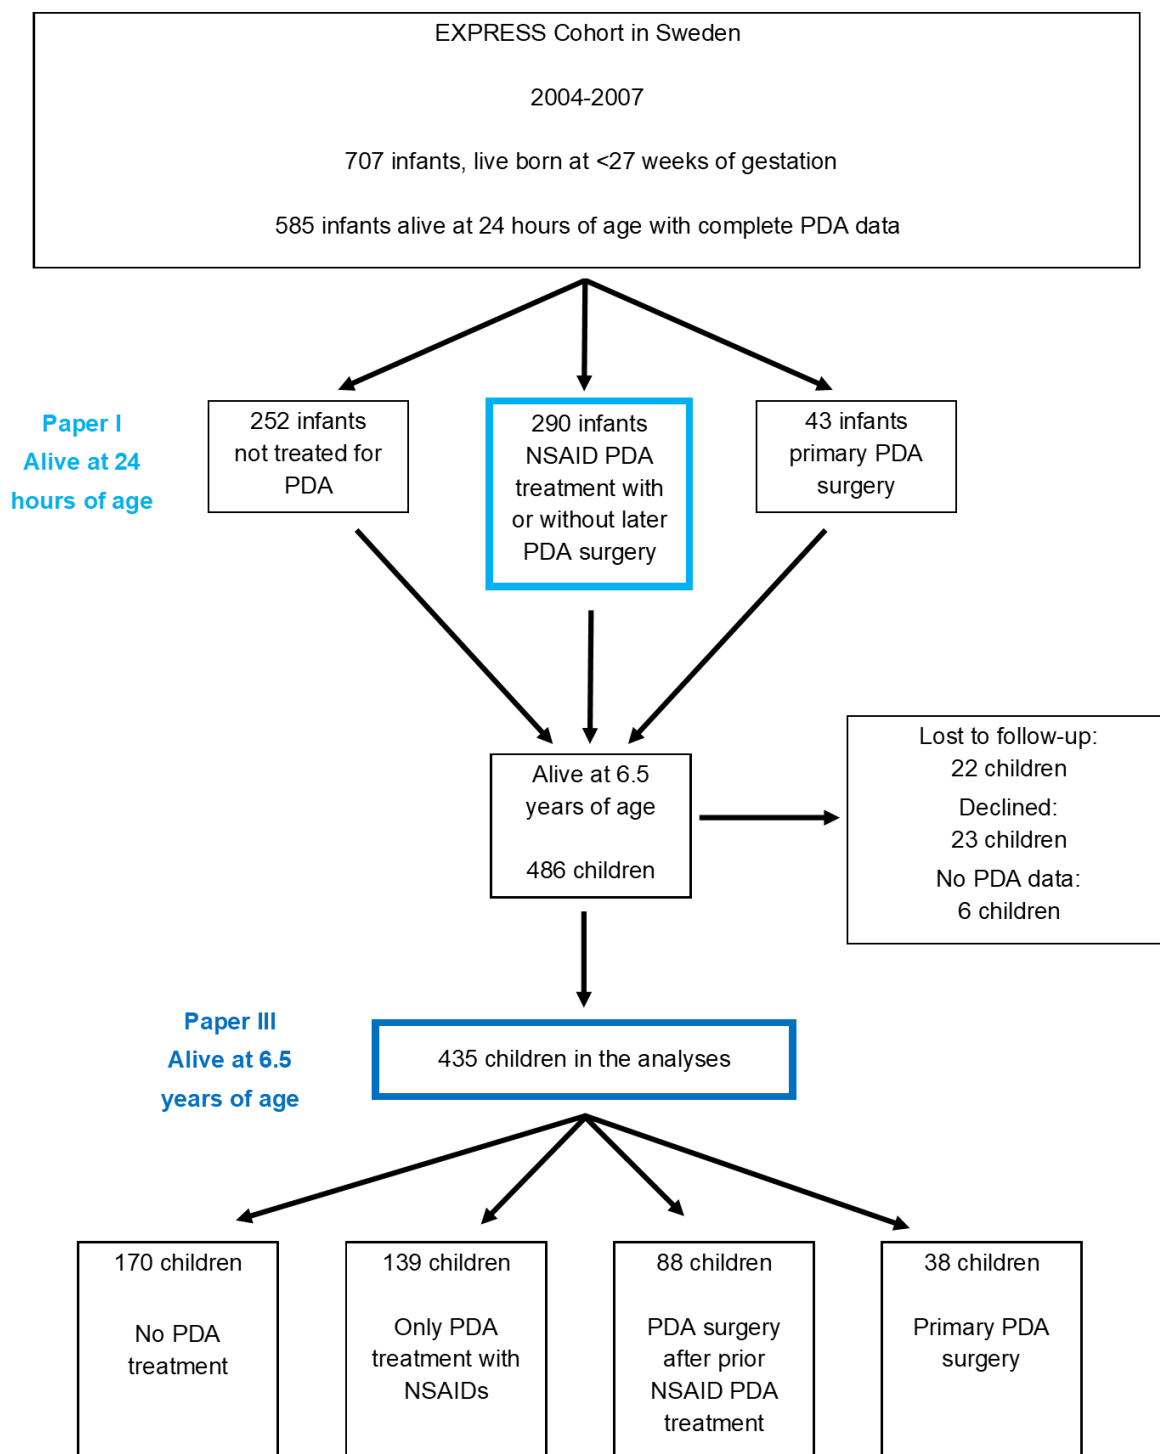 EXPRESS Cohort in Sweden
2004-2007
707 infants, live born at <27 weeks of gestation
585 infants alive at 24 hours of age with complete PDA data
Paper I
Alive at 24
hours of age
252 infants
not treated for
PDA
290 infants
NSAID PDA
treatment with
or without later
PDA surgery
43 infants
primary PDA
surgery
Alive at 6.5
years of age
486 children
Lost to follow-up:
22 children
Declined:
23 children
No PDA data:
6 children
Paper III
Alive at 6.5
years of age
435 children in the analyses
170 children
No PDA
treatment
139 children
Only PDA
treatment with
NSAIDs
88 children
PDA surgery
after prior
NSAID PDA
treatment
38 children
Primary PDA
surgery